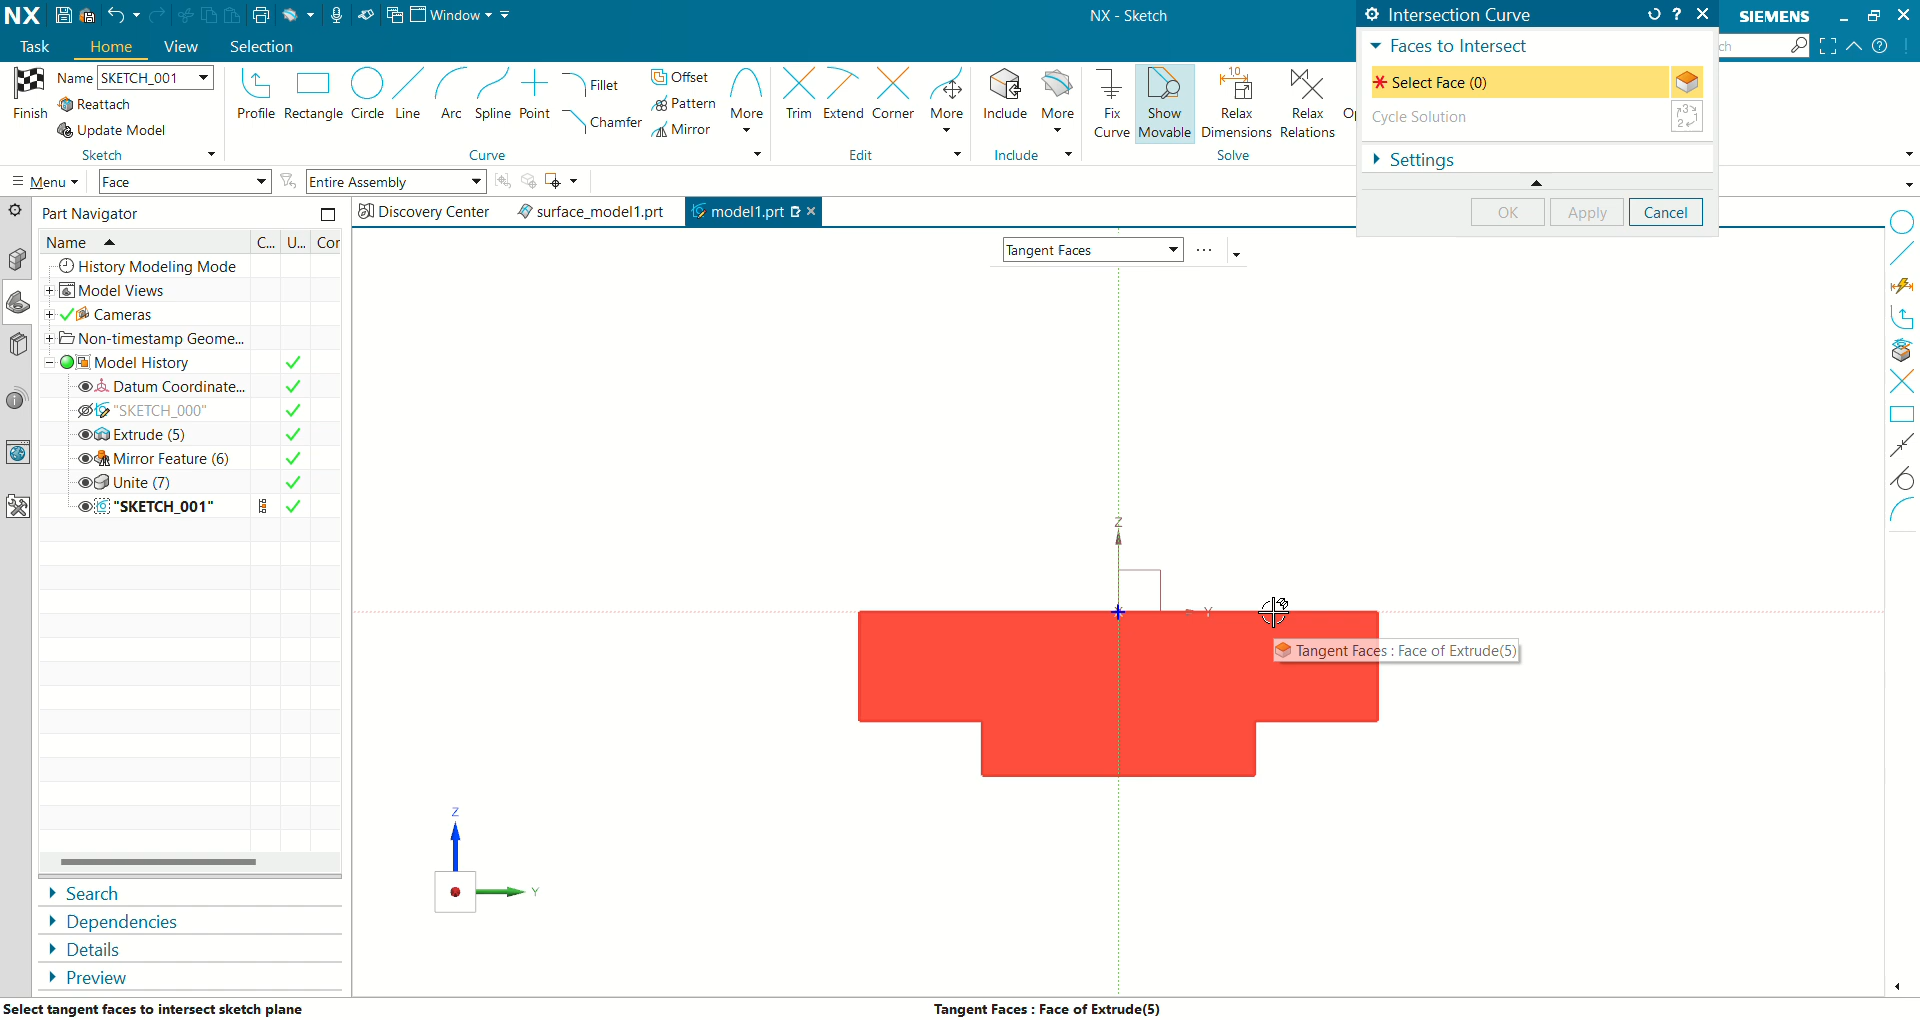 NX
Window
NX - Sketch
Intersection Curve
SIEMENS
Task
Home
View
Selection
Faces to Intersect
ch
Finish
Name
SKETCH_001
Reattach
Update Model
Sketch
Profile
Rectangle
Circle
Line
Arc
Spline
Point
Fillet
Chamfer
Offset
Pattern
Mirror
More
Curve
Trim
Extend
Corner
More
Edit
Include
More
Include
Fix
Curve
Show
Movable
Relax
Dimensions
Relax
Relations
Solve
Select Face (0)
Cycle Solution
Settings
OK
Apply
Cancel
Menu
Face
Entire Assembly
Part Navigator
Discovery Center
surface_model1.prt
model1.prt
Name
C...
U...
Cor
Tangent Faces
History Modeling Mode
Model Views
Cameras
Non-timestamp Geome...
Model History
Datum Coordinate...
"SKETCH_000"
Extrude (5)
Mirror Feature (6)
Unite (7)
"SKETCH_001"
Z
Y
Tangent Faces : Face of Extrude(5)
Z
Y
Search
Dependencies
Details
Preview
Select tangent faces to intersect sketch plane
Tangent Faces : Face of Extrude(5)